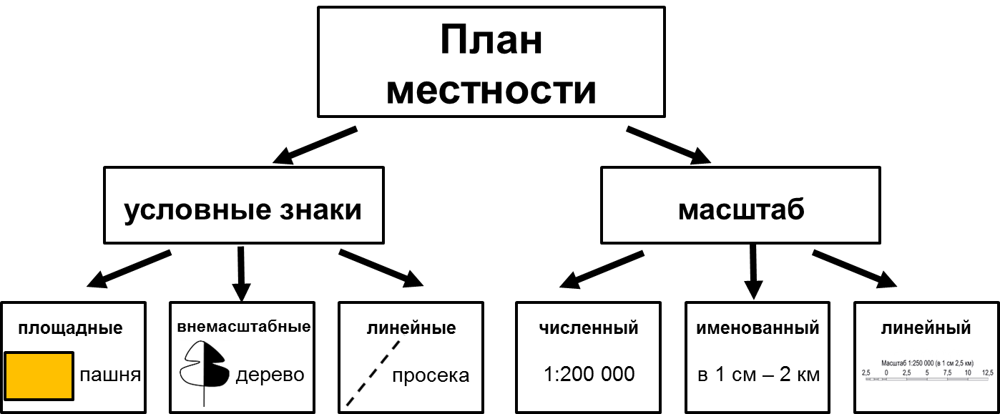 План
местности
условные знаки
масштаб
площадные
пашня
внемасштабные
дерево
линейные
просека
численный
1:200 000
именованный
в 1 см – 2 км
линейный
Масштаб 1:250 000 (в 1 см 2,5 км)
2,5 0 2,5 5 7,5 10 12,5